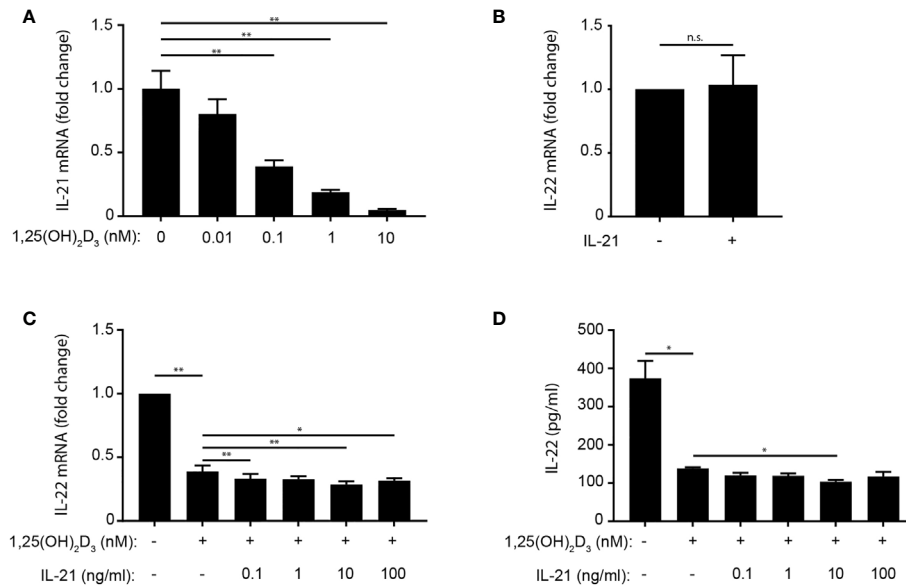 A
IL-21 mRNA (fold change)
1.5
1.0
0.5
0
**
**
**
1,25(OH)₂D₃ (nM): 0 0.01 0.1 1 10
B
IL-22 mRNA (fold change)
1.5
1.0
0.5
0
n.s.
IL-21 - +
C
IL-22 mRNA (fold change)
1.5
1.0
0.5
0
**
*
**
**
1,25(OH)₂D₃ (nM): - + + + + +
IL-21 (ng/ml): - - 0.1 1 10 100
D
IL-22 (pg/ml)
500
400
300
200
100
0
*
*
1,25(OH)₂D₃ (nM): - + + + + +
IL-21 (ng/ml): - - 0.1 1 10 100